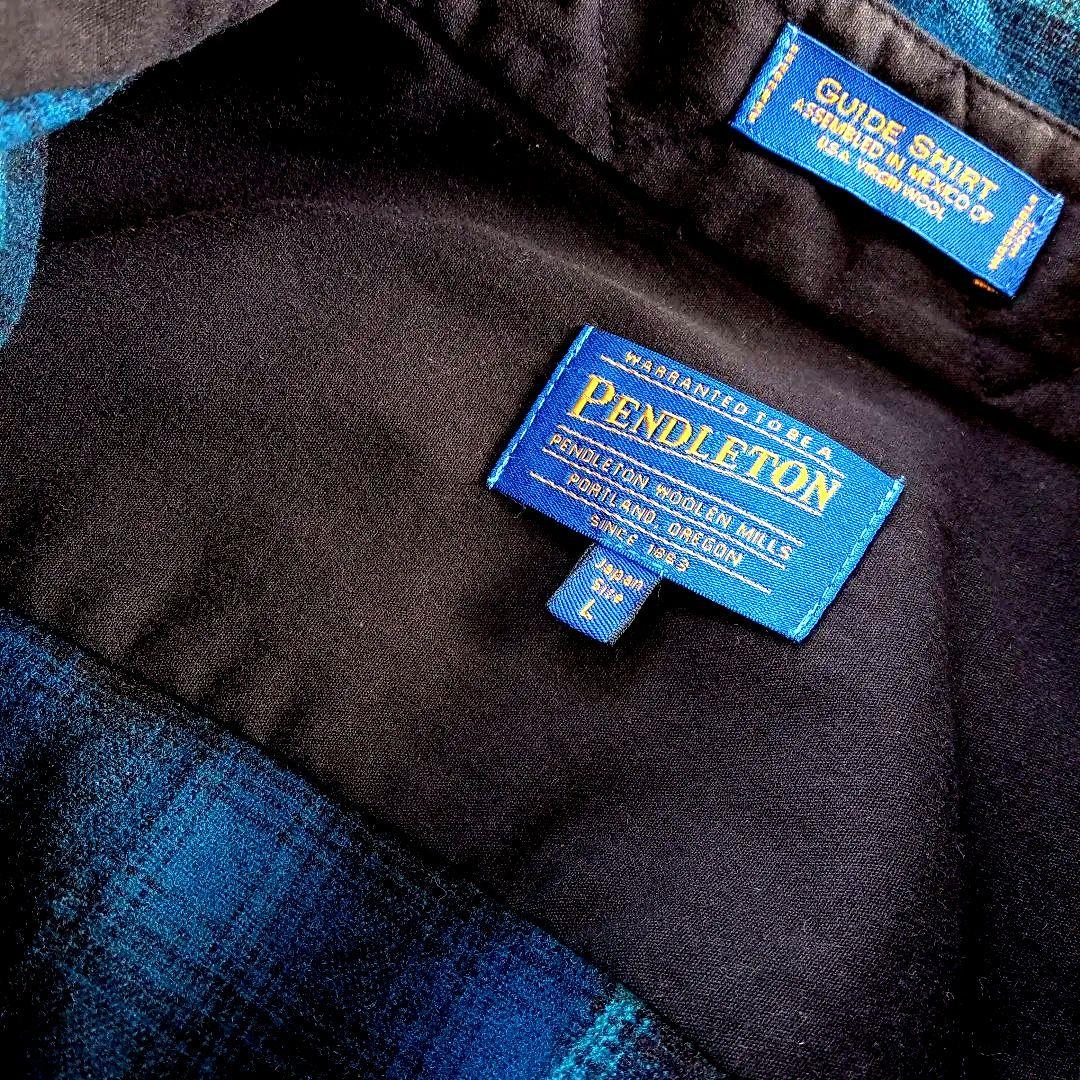 GUIDE SHIRT
ASSEMBLED IN MEXICO OF
U.S.A. VIRGIN WOOL
WARRANTED TO BE A
PENDLETON
PENDLETON WOOLEN MILLS
PORTLAND, OREGON
SINCE 1863
Japan
Size
L